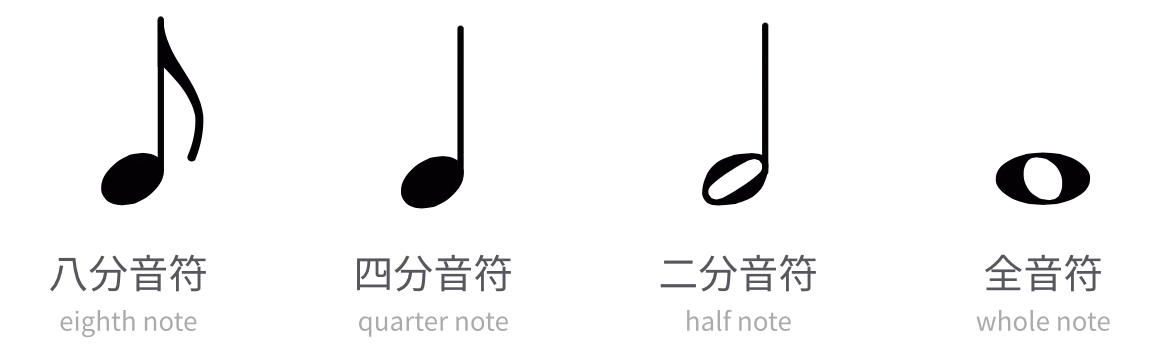 八分音符
eighth note
四分音符
quarter note
二分音符
half note
全音符
whole note